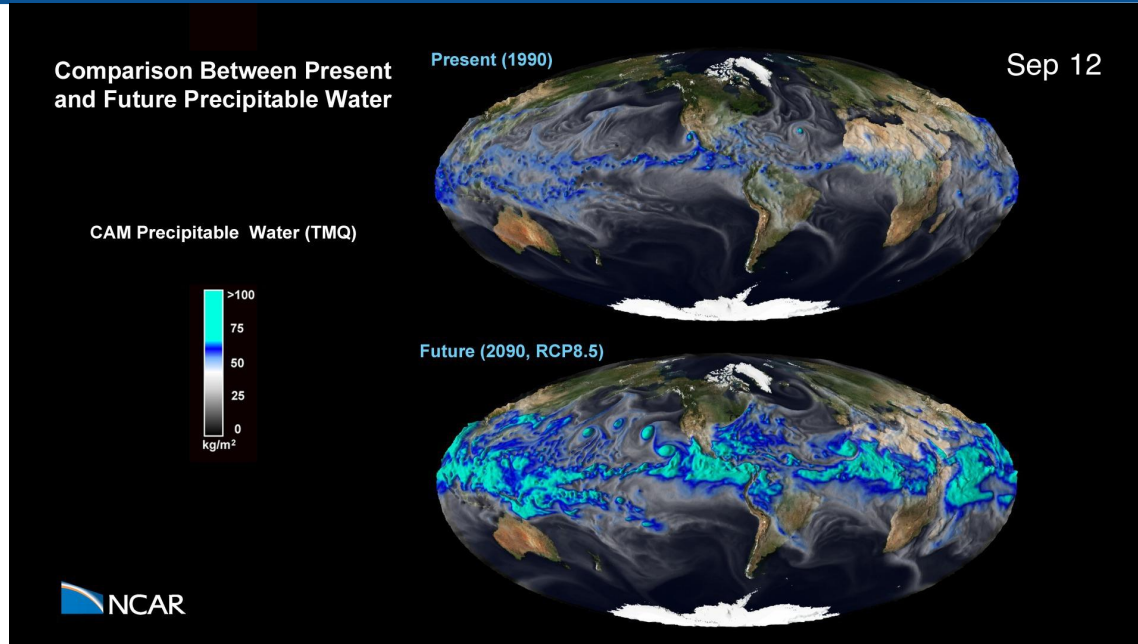 Comparison Between Present
and Future Precipitable Water
Present (1990)
Sep 12
CAM Precipitable Water (TMQ)
>100
75
50
25
0
kg/m²
Future (2090, RCP8.5)
NCAR